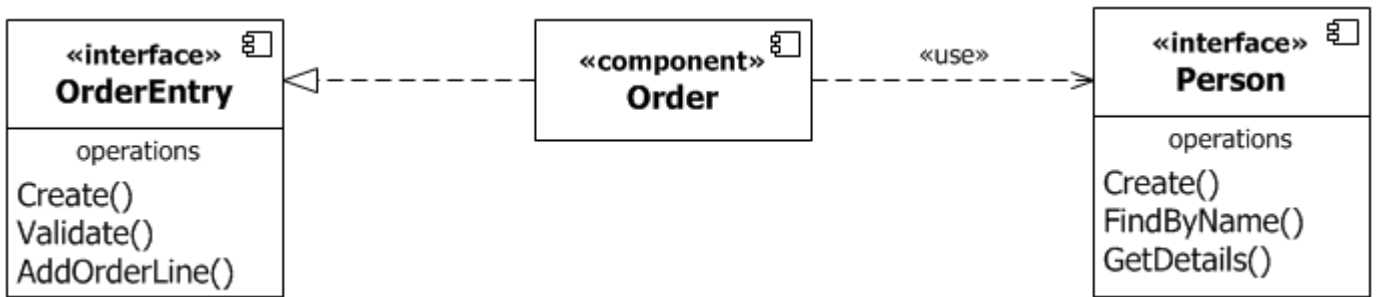 «interface»
OrderEntry
operations
Create()
Validate()
AddOrderLine()
«component»
Order
«use»
«interface»
Person
operations
Create()
FindByName()
GetDetails()